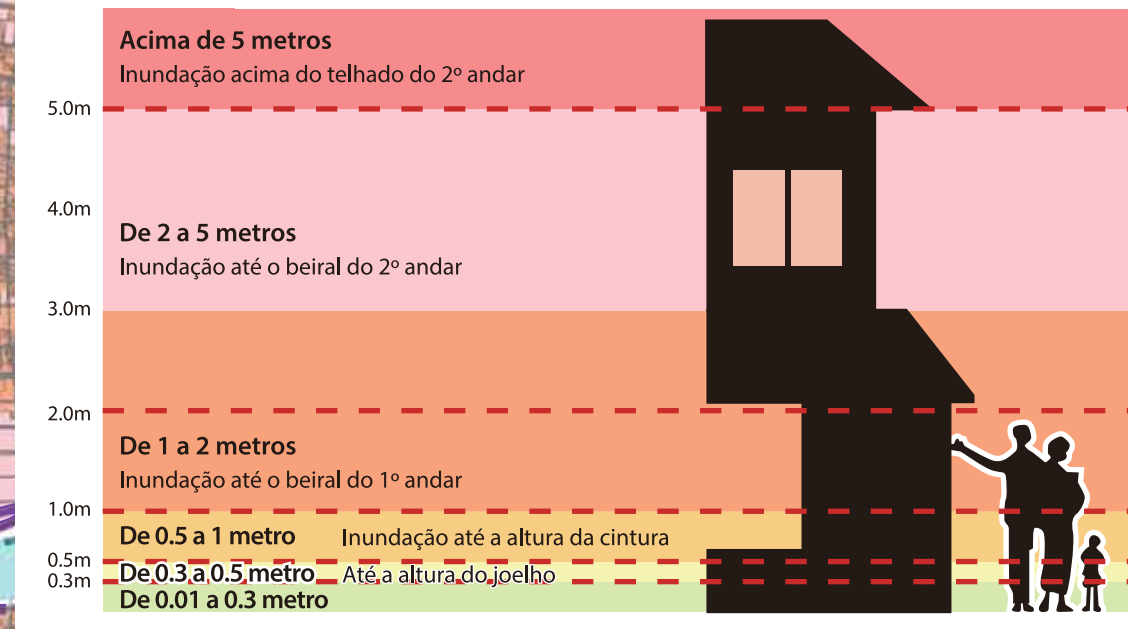 Acima de 5 metros
Inundação acima do telhado do 2º andar
5.0m
4.0m
De 2 a 5 metros
Inundação até o beiral do 2º andar
3.0m
2.0m
De 1 a 2 metros
Inundação até o beiral do 1º andar
1.0m
De 0.5 a 1 metro Inundação até a altura da cintura
0.5m
De 0.3 a 0.5 metro Até a altura do joelho
0.3m
De 0.01 a 0.3 metro